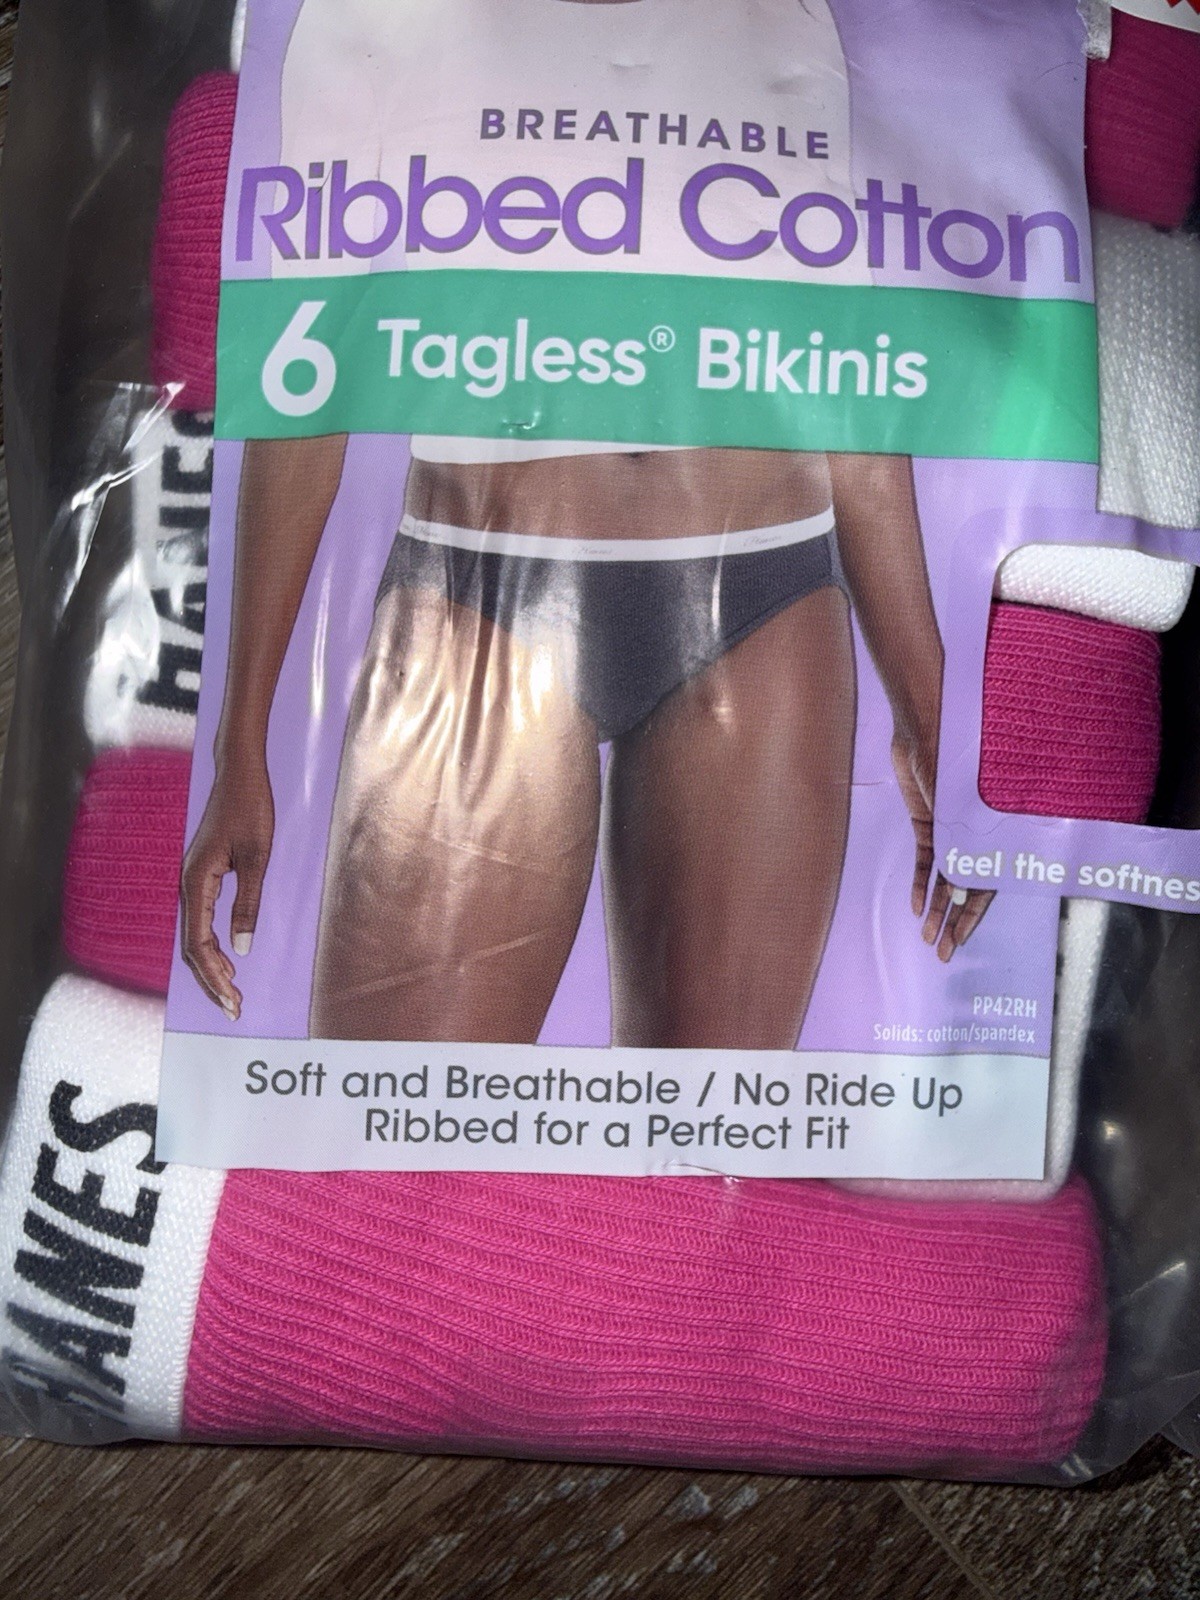 BREATHABLE
Ribbed Cotton
6 Tagless® Bikinis
HANES
feel the softnes
PP42RH
Solids: cotton/spandex
Soft and Breathable / No Ride Up
Ribbed for a Perfect Fit
HANES